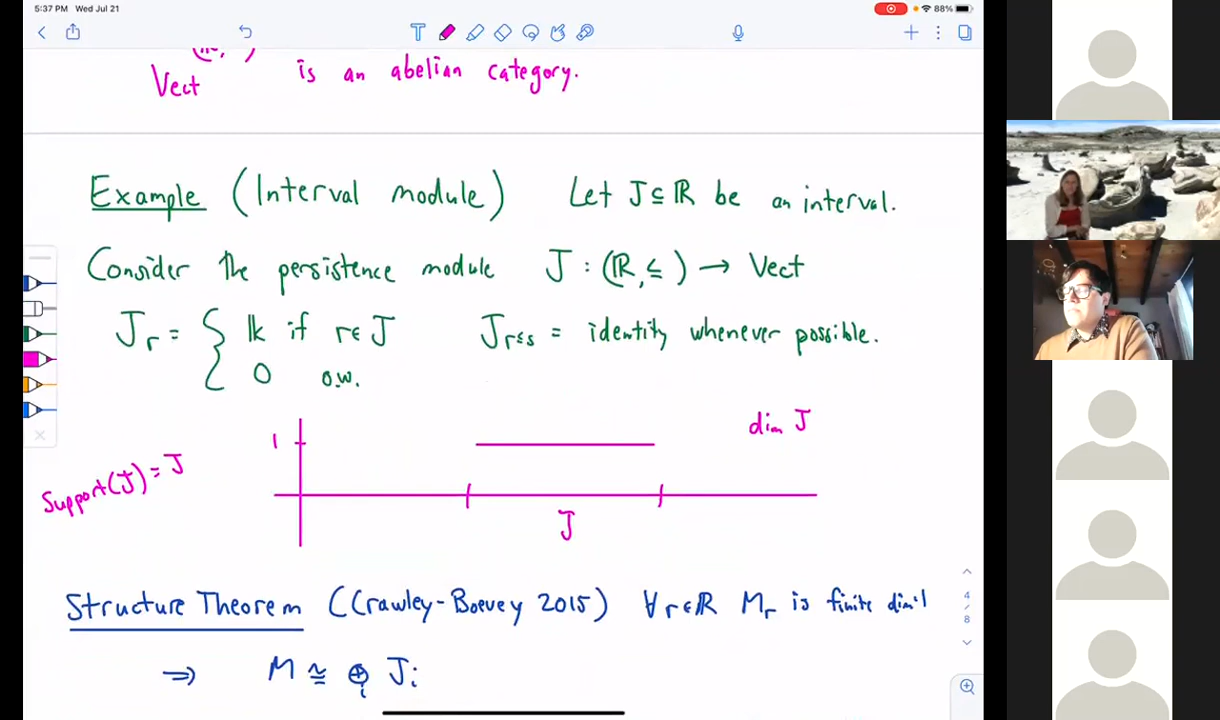 5:37 PM Wed Jul 21
88%
Vect
is an abelian category.
Example (Interval module) Let J ⊆ ℝ be an interval.
Consider the persistence module J : (ℝ, ≤) → Vect
J_r = { 𝕜 if r ∈ J
0 o.w.
J_{r≤s} = identity whenever possible.
dim J
1
Support(J) = J
J
Structure Theorem (Crawley-Boevey 2015) ∀ r ∈ ℝ M_r is finite dim'l
⇒ M ≅ ⊕_i J_i
4
/
8